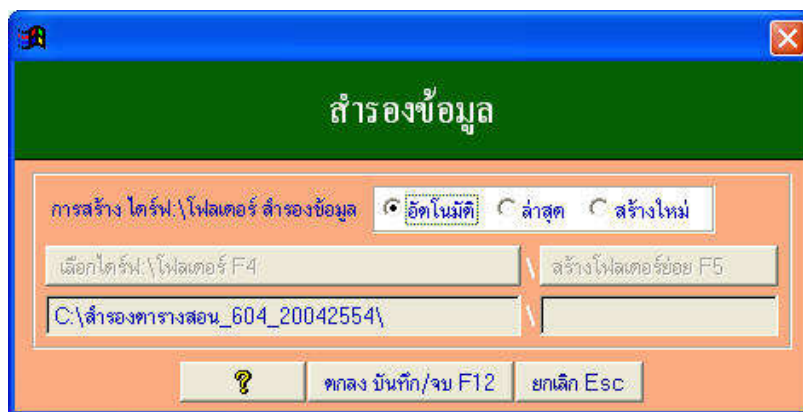 สำรองข้อมูล
การสร้าง ไดร์ฟ:\โฟลเดอร์ สำรองข้อมูล อัตโนมัติ ล่าสุด สร้างใหม่
เลือกไดร์ฟ:\โฟลเดอร์ F4 \ สร้างโฟลเดอร์ย่อย F5
C:\สำรองตารางสอน_604_20042554\ \
? ตกลง บันทึก/จบ F12 ยกเลิก Esc